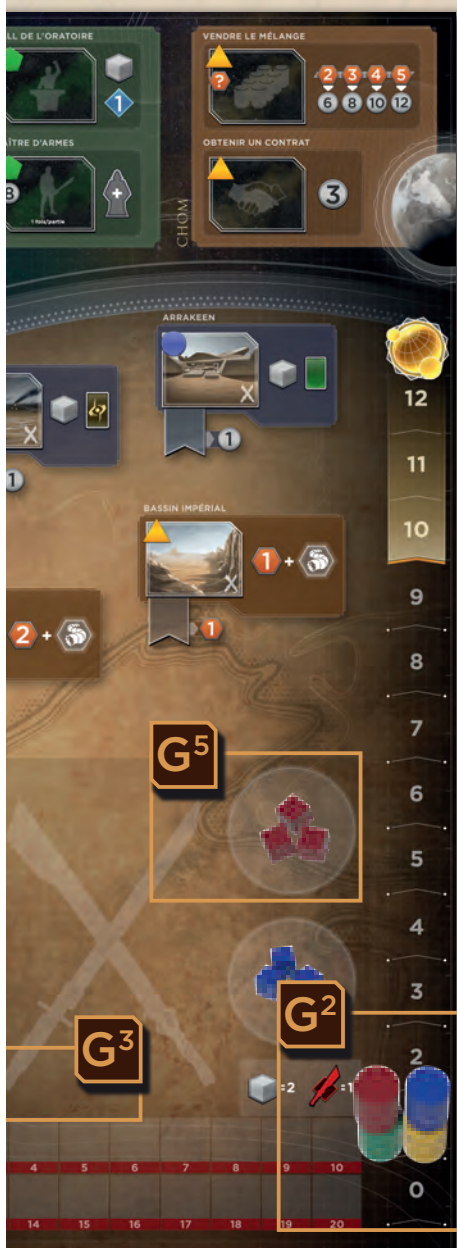 LL DE L'ORATOIRE
1
AÎTRE D'ARMES
8
1 fois/partie
+
VENDRE LE MÉLANGE
?
2 3 4 5
6 8 10 12
OBTENIR UN CONTRAT
3
CHOM
ARRAKEEN
X
1
X
1
BASSIN IMPÉRIAL
X
1 +
1
2 +
12
11
10
9
8
7
6
5
4
3
2
0
G5
G2
G3
=2
=1
4 5 6 7 8 9 10
14 15 16 17 18 19 20